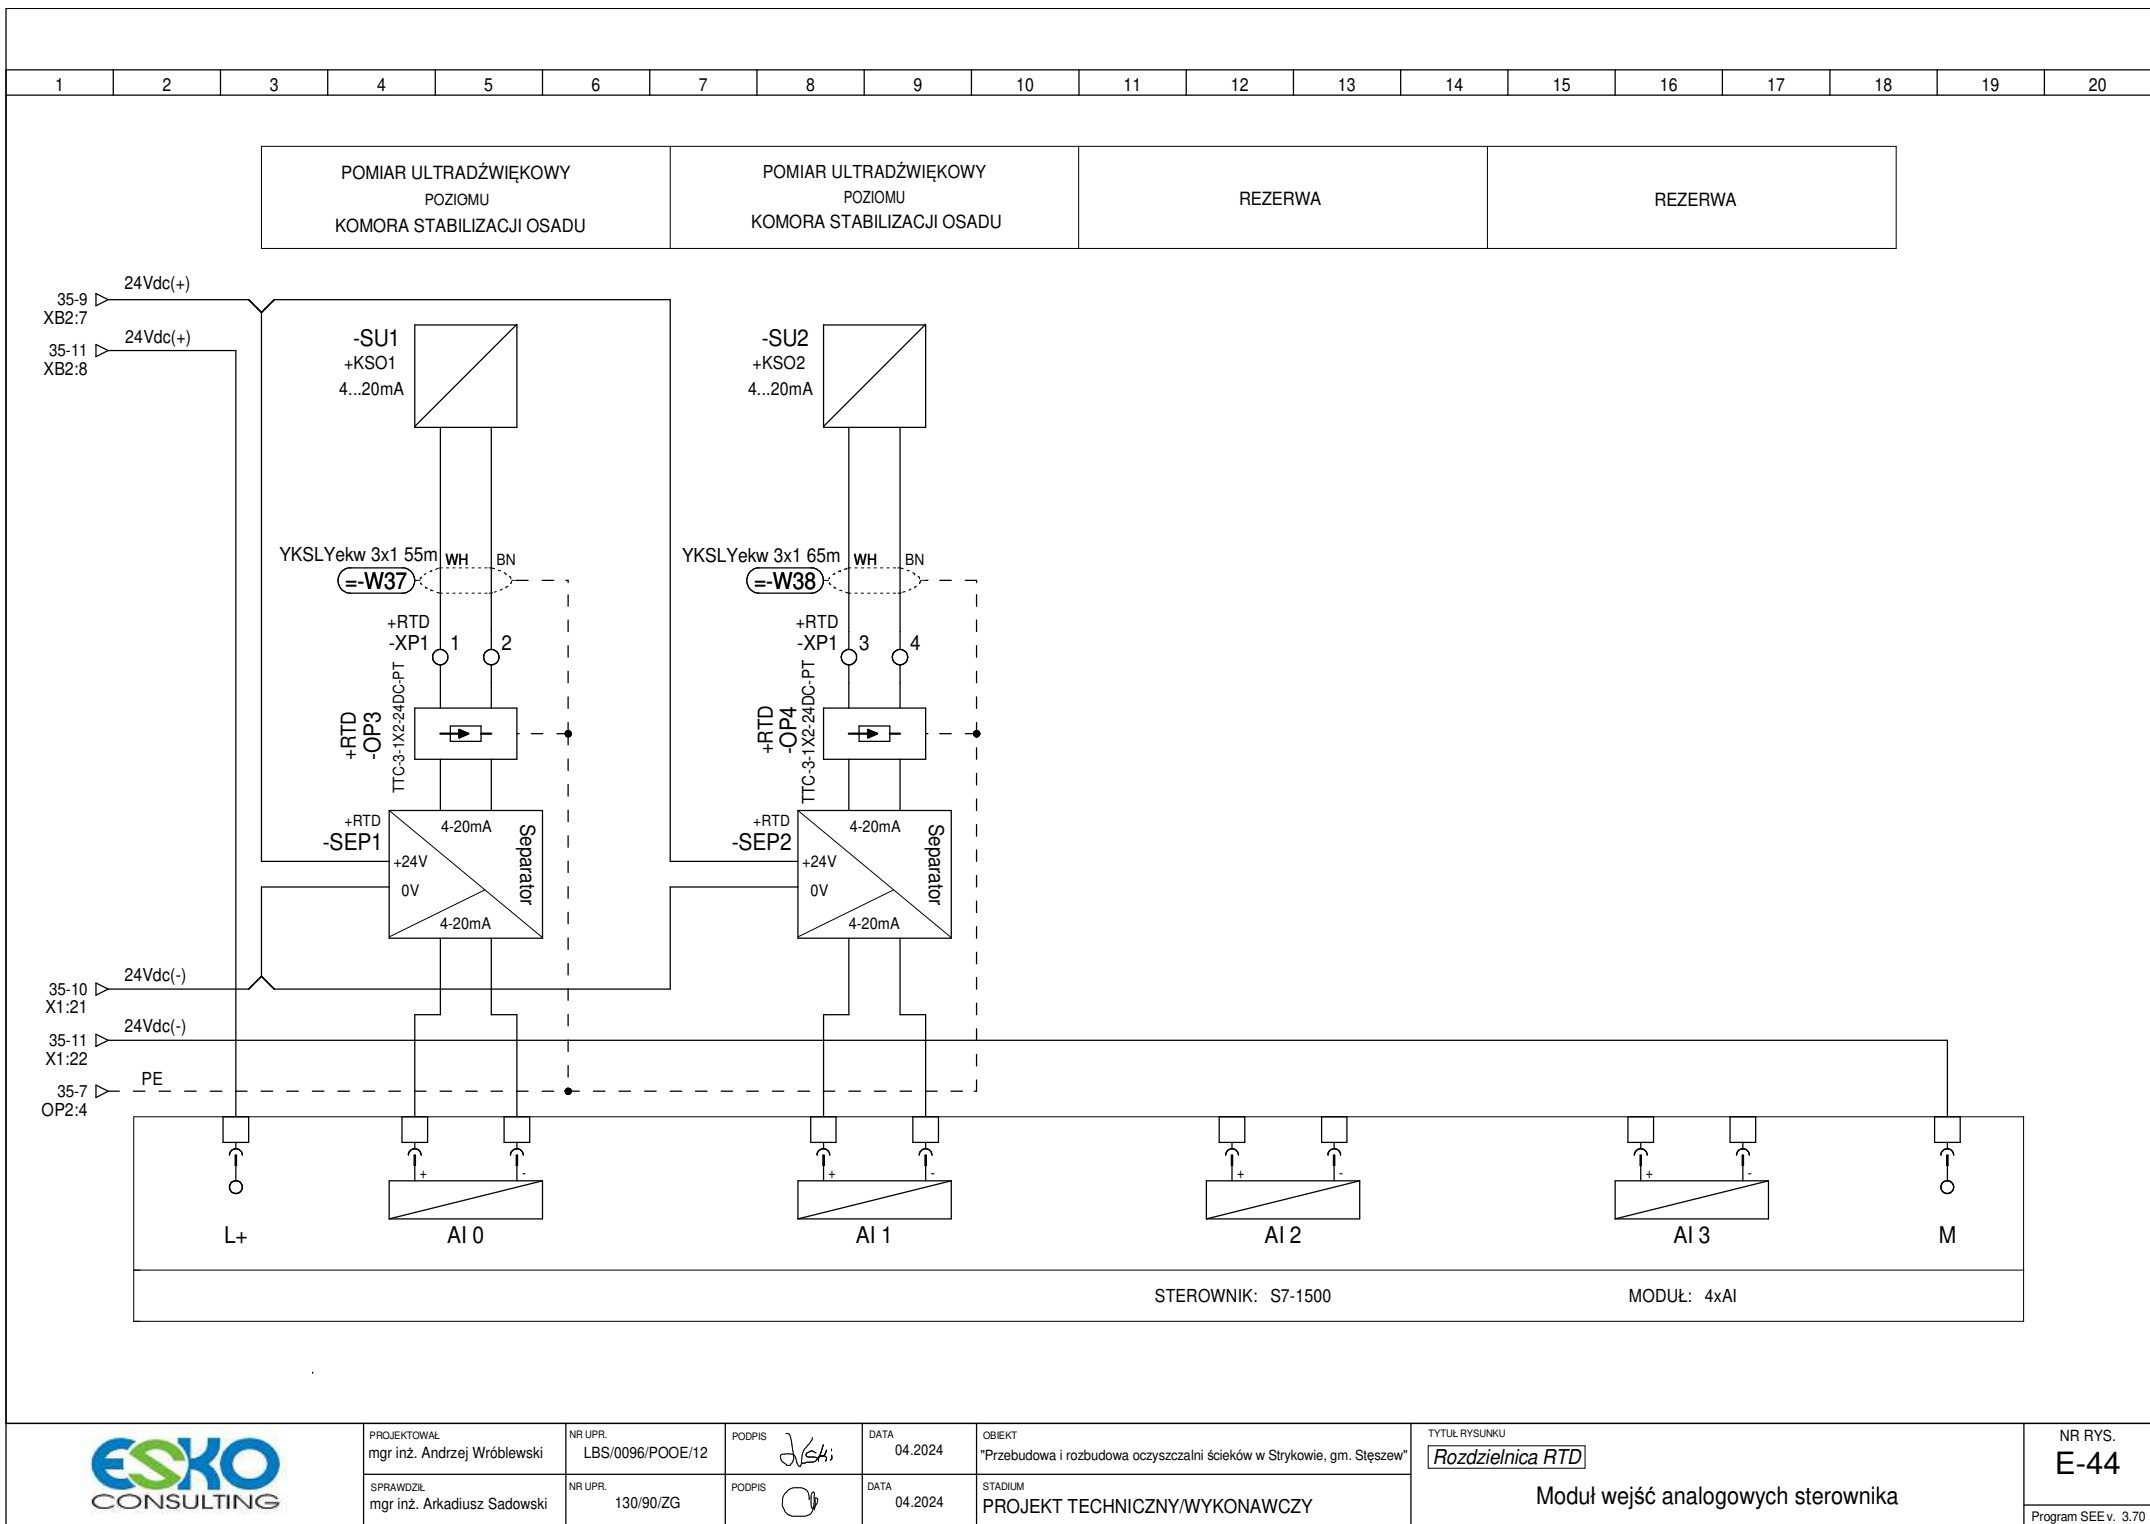 1 2 3 4 5 6 7 8 9 10 11 12 13 14 15 16 17 18 19 20
POMIAR ULTRADŹWIĘKOWY
POZIOMU
KOMORA STABILIZACJI OSADU
POMIAR ULTRADŹWIĘKOWY
POZIOMU
KOMORA STABILIZACJI OSADU
REZERWA
REZERWA
24Vdc(+)
35-9
XB2:7
24Vdc(+)
35-11
XB2:8
-SU1
+KSO1
4...20mA
-SU2
+KSO2
4...20mA
YKSLYekw 3x1 55m WH BN
=-W37
YKSLYekw 3x1 65m WH BN
=-W38
+RTD
-XP1 1 2
+RTD
-XP1 3 4
+RTD
-OP3
TTC-3-1X2-24DC-PT
+RTD
-OP4
TTC-3-1X2-24DC-PT
+RTD
-SEP1
4-20mA
+24V
0V
4-20mA
Separator
+RTD
-SEP2
4-20mA
+24V
0V
4-20mA
Separator
24Vdc(-)
35-10
X1:21
24Vdc(-)
35-11
X1:22
PE
35-7
OP2:4
+ - + - + - + -
L+ AI 0 AI 1 AI 2 AI 3 M
STEROWNIK: S7-1500 MODUŁ: 4xAI
ESKO
CONSULTING
PROJEKTOWAŁ
mgr inż. Andrzej Wróblewski
NR UPR.
LBS/0096/POOE/12
PODPIS
DATA
04.2024
SPRAWDZIŁ
mgr inż. Arkadiusz Sadowski
NR UPR.
130/90/ZG
PODPIS
DATA
04.2024
OBIEKT
"Przebudowa i rozbudowa oczyszczalni ścieków w Strykowie, gm. Stęszew"
STADIUM
PROJEKT TECHNICZNY/WYKONAWCZY
TYTUŁ RYSUNKU
Rozdzielnica RTD
Moduł wejść analogowych sterownika
NR RYS.
E-44
Program SEE v. 3.70